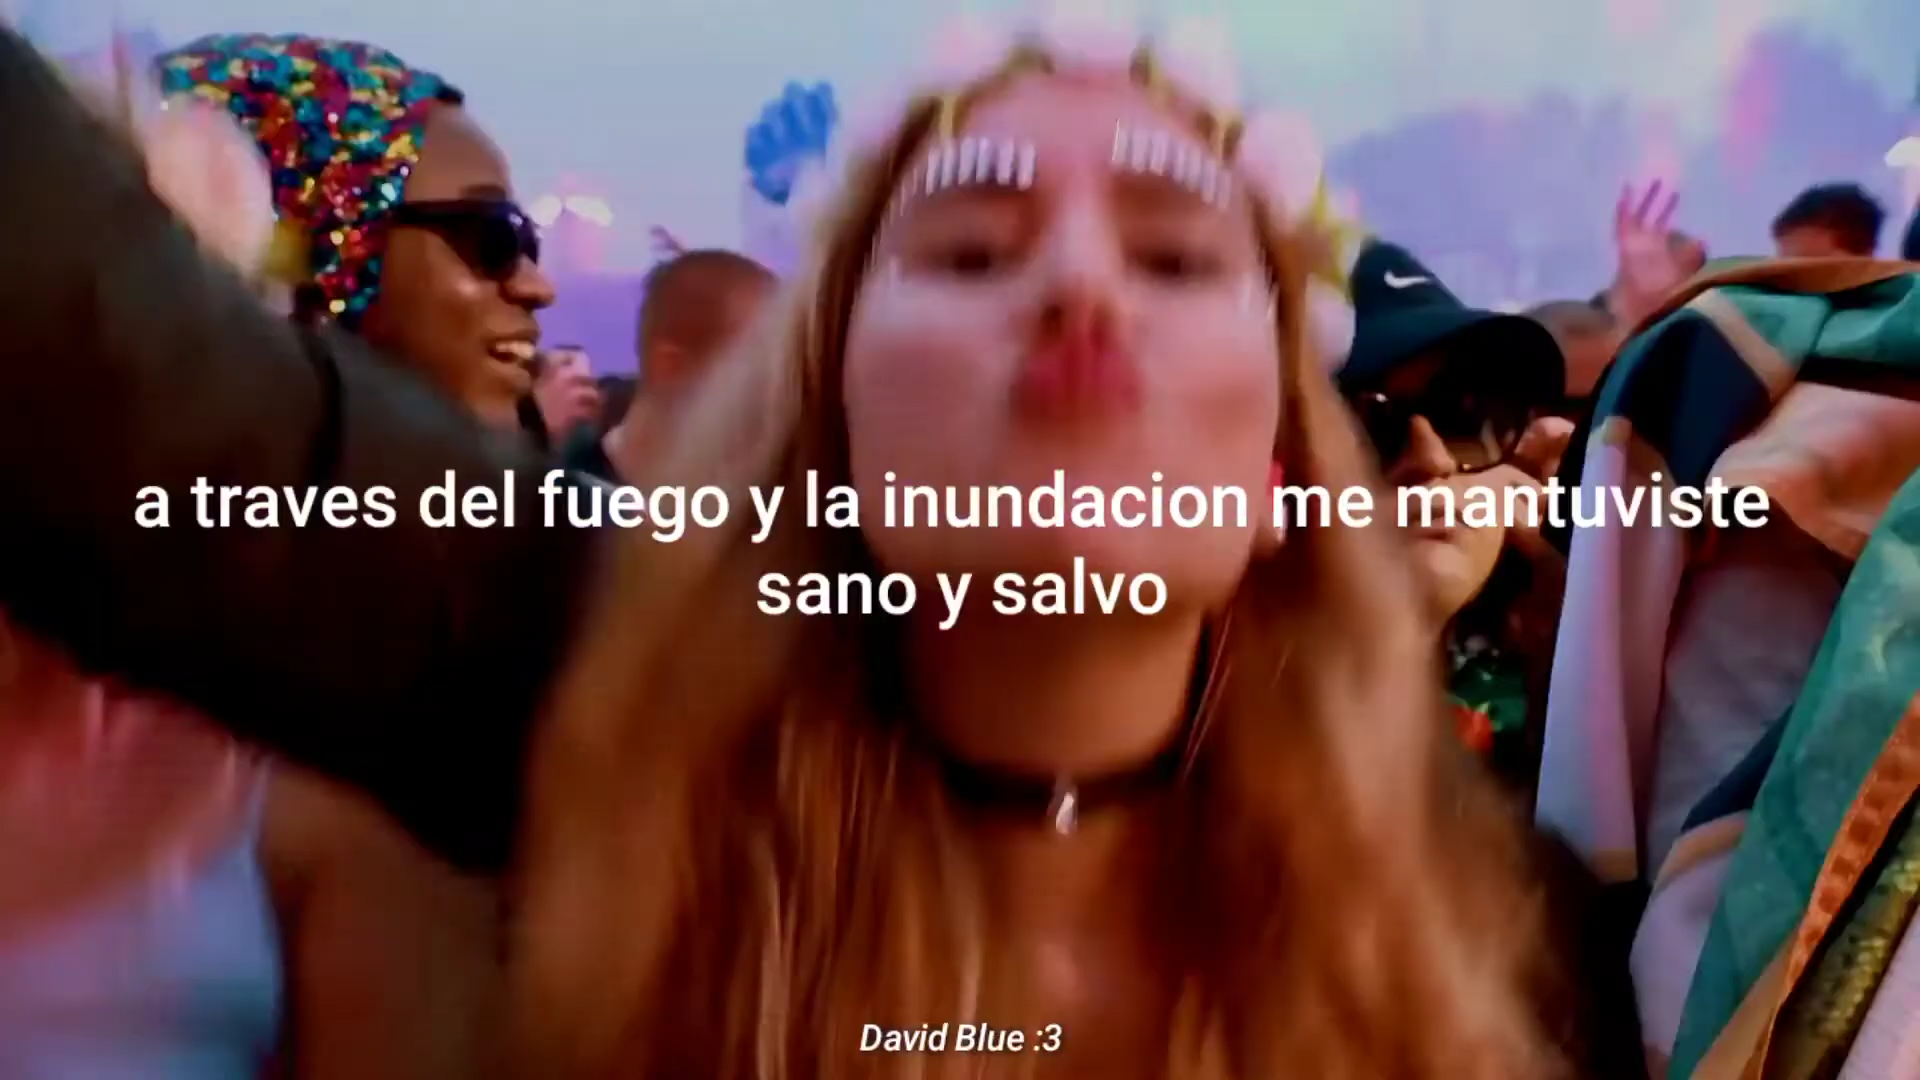 a traves del fuego y la inundacion me mantuviste
sano y salvo
David Blue :3